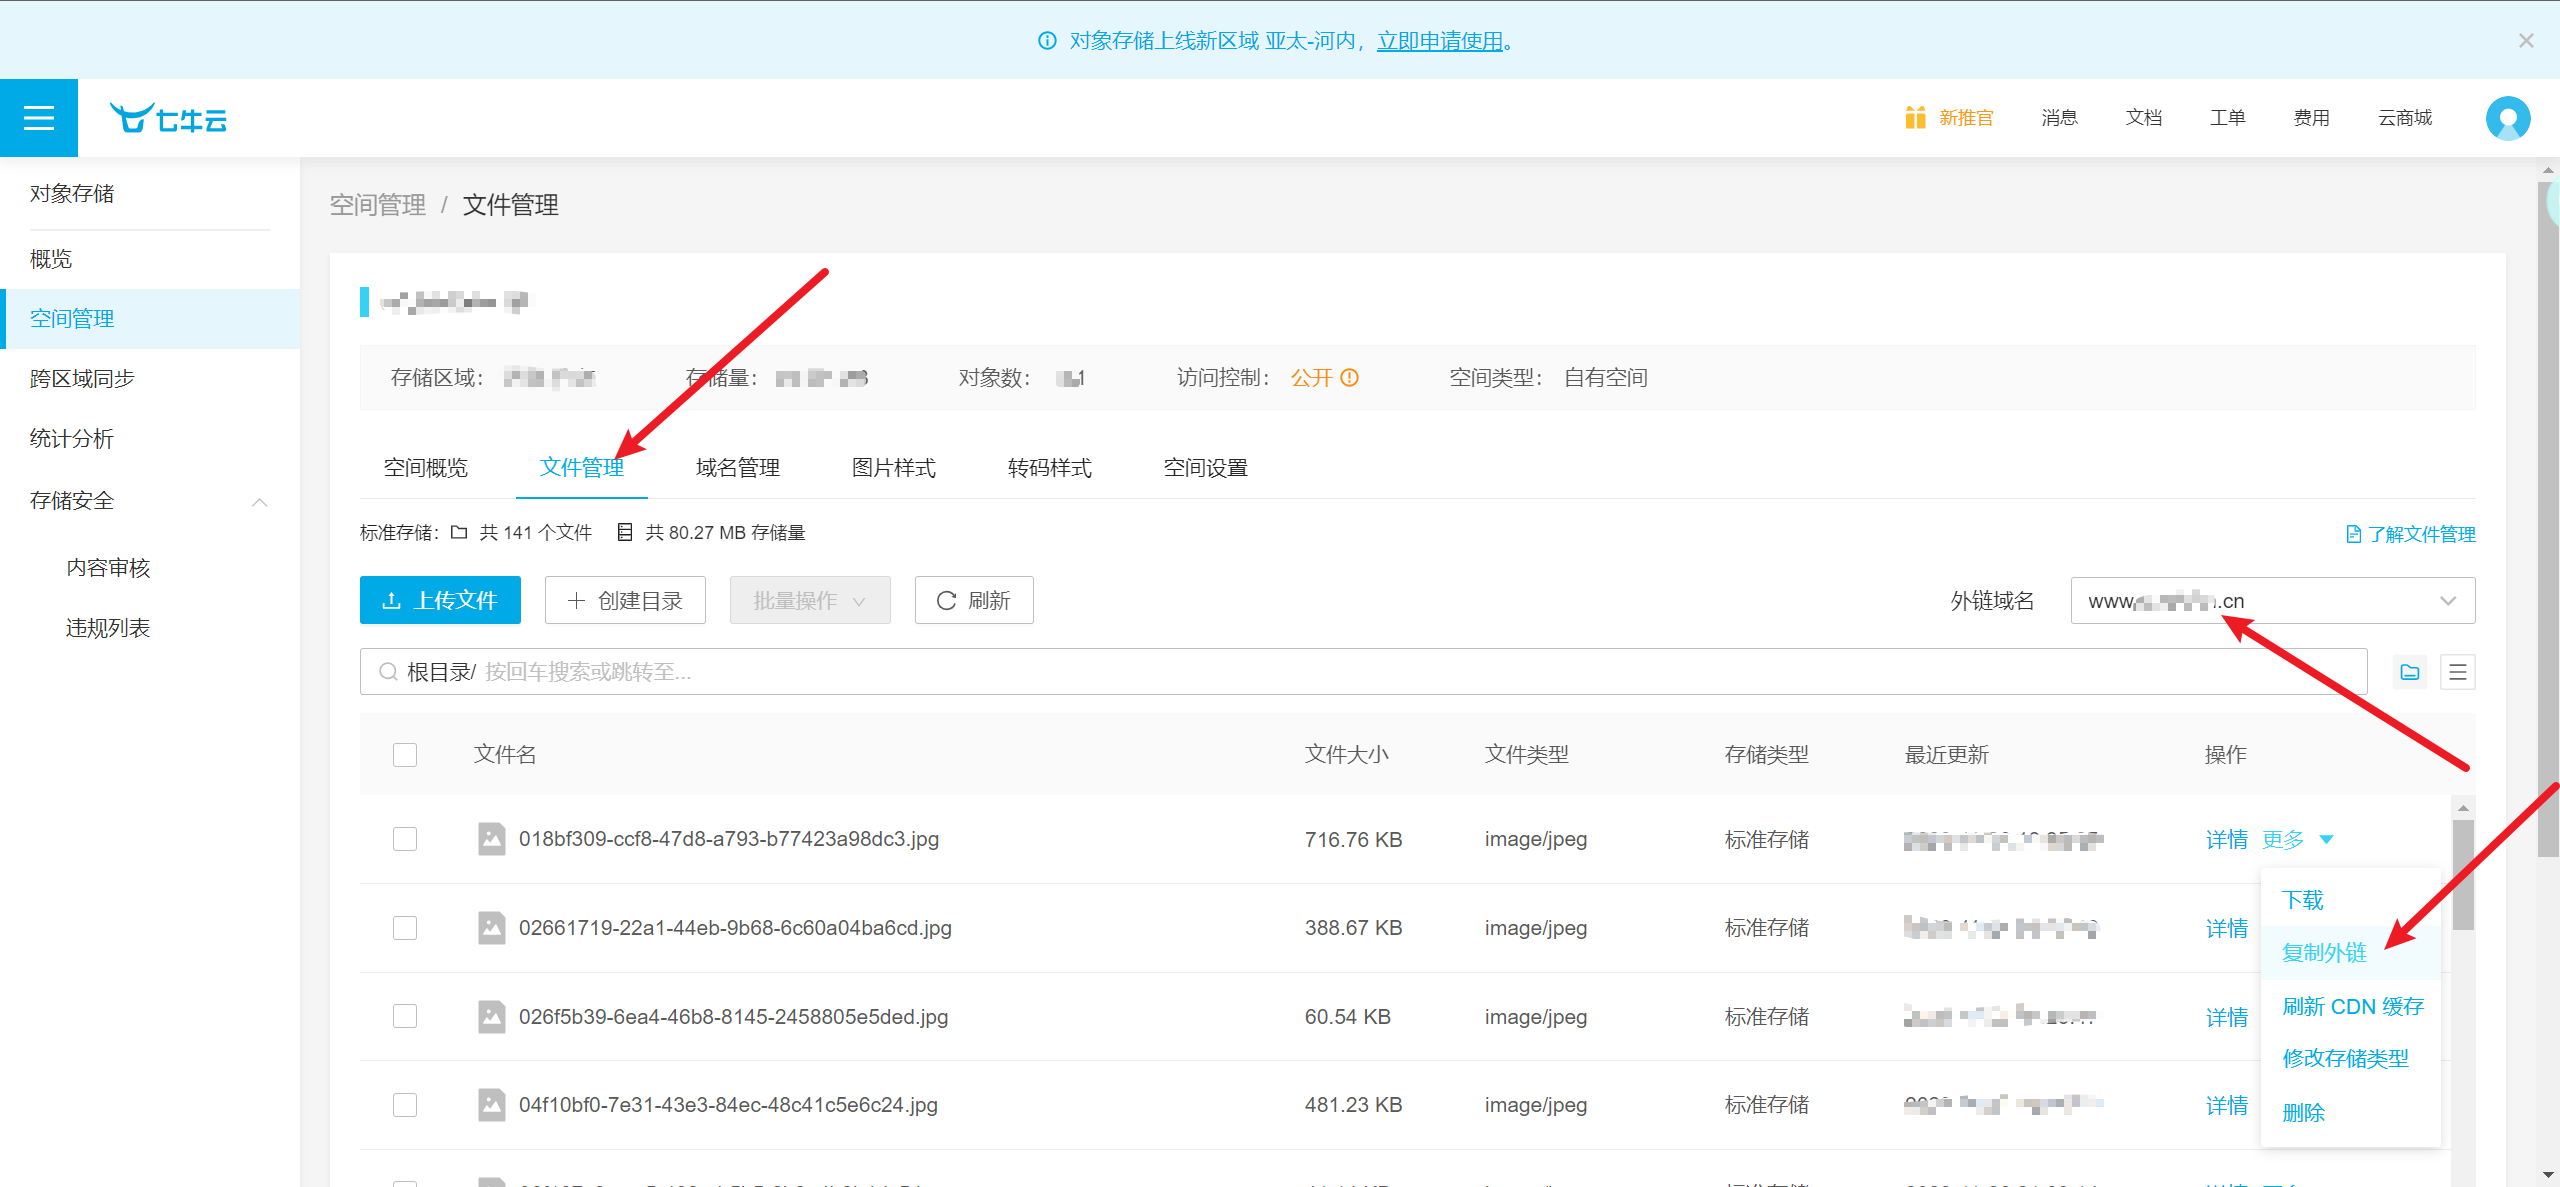 对象存储上线新区域 亚太-河内，立即申请使用。
七牛云
新推官 消息 文档 工单 费用 云商城
对象存储
概览
空间管理
跨区域同步
统计分析
存储安全
内容审核
违规列表
空间管理 / 文件管理
存储区域： 存储量： 对象数： 访问控制： 公开 空间类型： 自有空间
空间概览 文件管理 域名管理 图片样式 转码样式 空间设置
标准存储： 共 141 个文件 共 80.27 MB 存储量 了解文件管理
上传文件 创建目录 批量操作 刷新 外链域名 www. .cn
根目录/ 按回车搜索或跳转至...
文件名 文件大小 文件类型 存储类型 最近更新 操作
018bf309-ccf8-47d8-a793-b77423a98dc3.jpg 716.76 KB image/jpeg 标准存储 详情 更多
02661719-22a1-44eb-9b68-6c60a04ba6cd.jpg 388.67 KB image/jpeg 标准存储 详情
026f5b39-6ea4-46b8-8145-2458805e5ded.jpg 60.54 KB image/jpeg 标准存储 详情
04f10bf0-7e31-43e3-84ec-48c41c5e6c24.jpg 481.23 KB image/jpeg 标准存储 详情
下载
复制外链
刷新 CDN 缓存
修改存储类型
删除